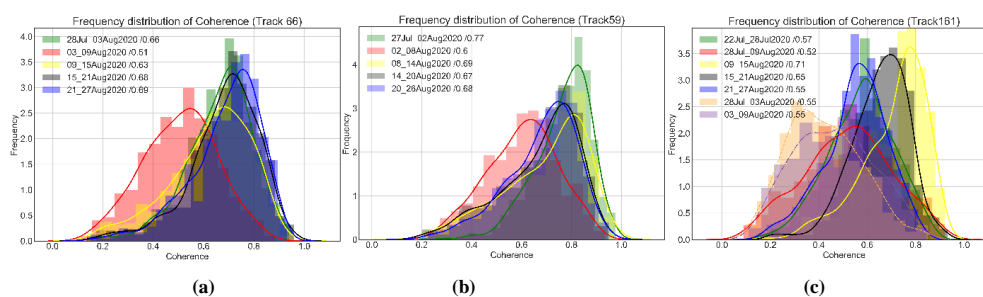 Frequency distribution of Coherence (Track 66)
28Jul_03Aug2020 /0.66
03_09Aug2020 /0.51
09_15Aug2020 /0.63
15_21Aug2020 /0.68
21_27Aug2020 /0.69
Frequency
4.0
3.5
3.0
2.5
2.0
1.5
1.0
0.5
0.0
0.0 0.2 0.4 0.6 0.8 1.0
Coherence
(a)
Frequency distribution of Coherence (Track59)
27Jul_02Aug2020 /0.77
02_08Aug2020 /0.6
08_14Aug2020 /0.69
14_20Aug2020 /0.67
20_26Aug2020 /0.68
Frequency
4
3
2
1
0
0.0 0.2 0.4 0.6 0.8 1.0
Coherence
(b)
Frequency distribution of Coherence (Track161)
22Jul_28Jul2020 /0.57
28Jul_09Aug2020 /0.52
09_15Aug2020 /0.71
15_21Aug2020 /0.65
21_27Aug2020 /0.55
28Jul_03Aug2020 /0.55
03_09Aug2020 /0.55
Frequency
3.5
3.0
2.5
2.0
1.5
1.0
0.5
0.0
0.0 0.2 0.4 0.6 0.8 1.0
Coherence
(c)